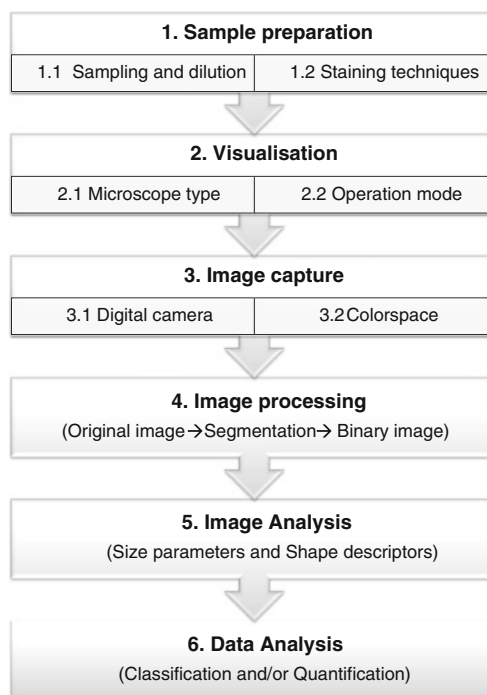 1. Sample preparation
1.1 Sampling and dilution
1.2 Staining techniques
2. Visualisation
2.1 Microscope type
2.2 Operation mode
3. Image capture
3.1 Digital camera
3.2Colorspace
4. Image processing
(Original image→Segmentation→ Binary image)
5. Image Analysis
(Size parameters and Shape descriptors)
6. Data Analysis
(Classification and/or Quantification)